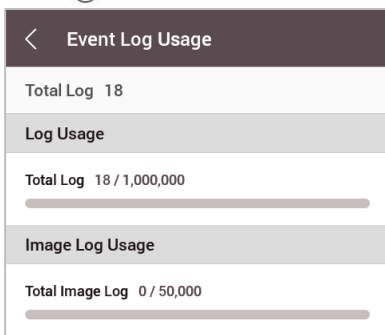 Event Log Usage
Total Log 18
Log Usage
Total Log 18 / 1,000,000
Image Log Usage
Total Image Log 0 / 50,000